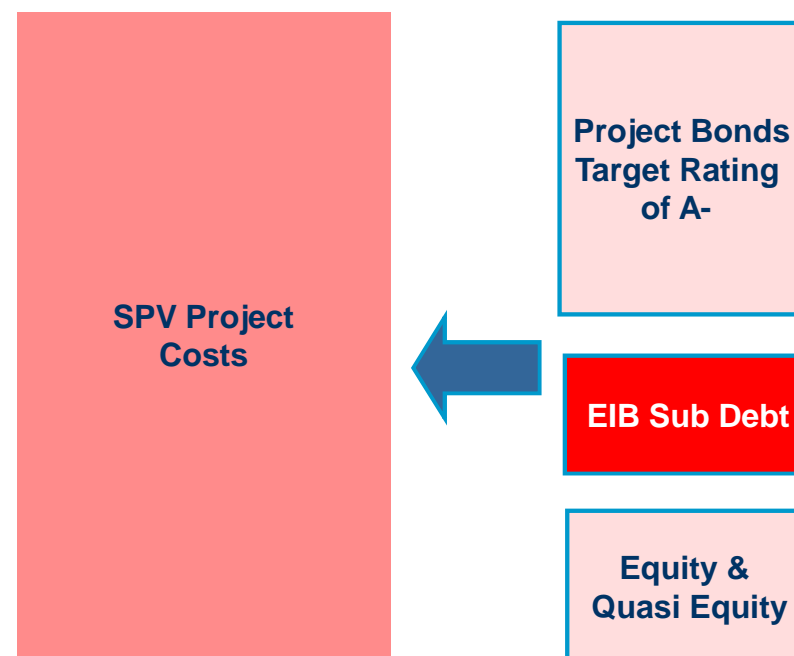 SPV Project
Costs
Project Bonds
Target Rating
of A-
EIB Sub Debt
Equity &
Quasi Equity